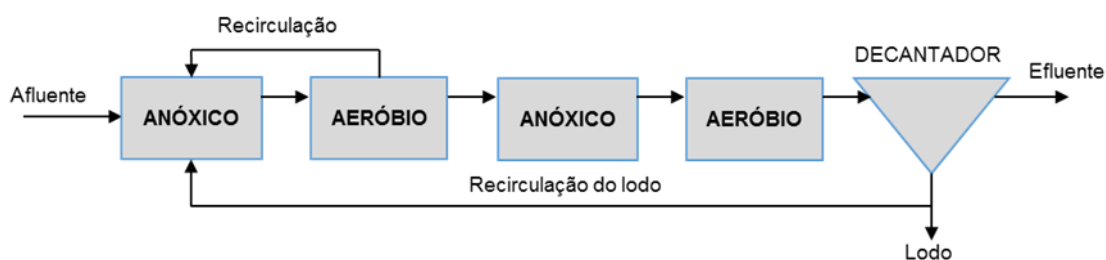 Recirculação
DECANTADOR
Afluente
Efluente
ANÓXICO
AERÓBIO
ANÓXICO
AERÓBIO
Recirculação do lodo
Lodo